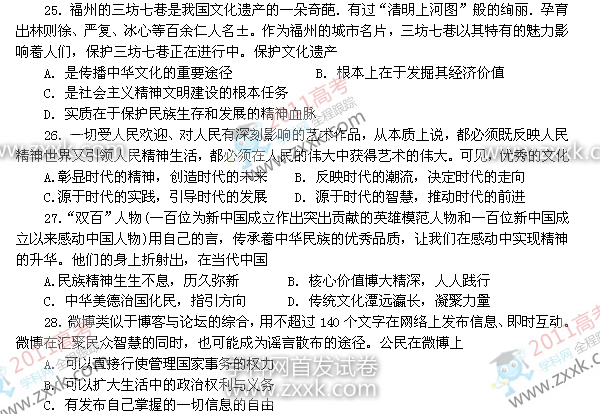 25. 福州的三坊七巷是我国文化遗产的一朵奇葩．有过“清明上河图”般的绚丽．孕育
出林则徐、严复、冰心等百余仁人名士。作为福州的城市名片，三坊七巷以其特有的魅力影
响着人们，保护三坊七巷正在进行中。保护文化遗产
A. 是传播中华文化的重要途径 B. 根本上在于发掘其经济价值
C. 是社会主义精神文明建设的根本任务
D. 实质在于保护民族生存和发展的精神血脉
26. 一切受人民欢迎、对人民有深刻影响的艺术作品，从本质上说，都必须既反映人民
精神世界又引领人民精神生活，都必须在人民的伟大中获得艺术的伟大。可见，优秀的文化
A.彰显时代的精神，创造时代的未来 B. 反映时代的潮流，决定时代的走向
C.源于时代的实践，引导时代的发展 D. 源于时代的智慧，推动时代的前进
27.“双百”人物(一百位为新中国成立作出突出贡献的英雄模范人物和一百位新中国成
立以来感动中国人物)用自己的言，传承着中华民族的优秀品质，让我们在感动中实现精神
的升华。他们的身上折射出，在当代中国
A.民族精神生生不息，历久弥新 B. 核心价值博大精深，人人践行
C. 中华美德治国化民，指引方向 D. 传统文化潭远瀛长，凝聚力量
28. 微博类似于博客与论坛的综合，用不超过 140 个文字在网络上发布信息、即时互动。
微博在汇聚民众智慧的同时，也可能成为谣言散布的途径。公民在微博上
A. 可以直接行使管理国家事务的权力
B. 可以扩大生活中的政治权利与义务
C. 有发布自己掌握的一切信息的自由
学科网首发试卷
www.zxxk.com
2011高考
学科网 全程跟踪
www.zxxk.com